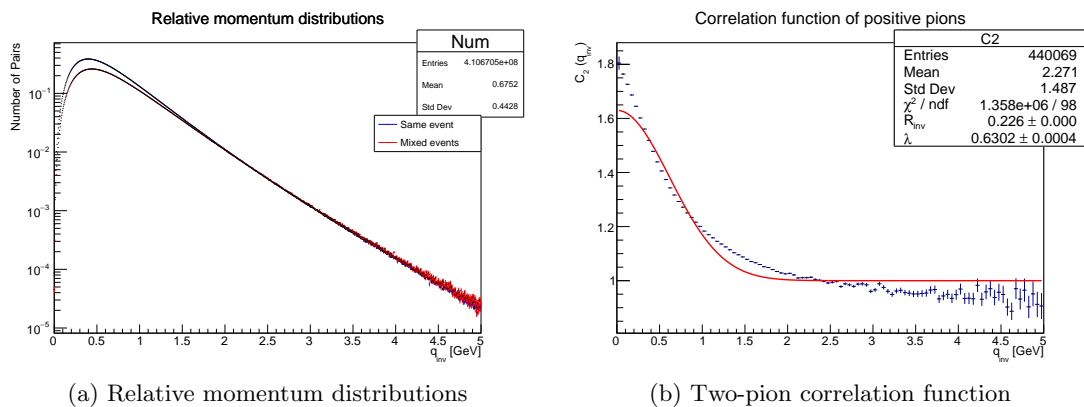 Relative momentum distributions
Number of Pairs
10⁻¹
10⁻²
10⁻³
10⁻⁴
10⁻⁵
Num
Entries 4.106705e+08
Mean 0.6752
Std Dev 0.4428
Same event
Mixed events
0 0.5 1 1.5 2 2.5 3 3.5 4 4.5 5
q_inv [GeV]
(a) Relative momentum distributions
Correlation function of positive pions
C₂ (q_inv)
1.8
1.6
1.4
1.2
1
C2
Entries 440069
Mean 2.271
Std Dev 1.487
χ² / ndf 1.358e+06 / 98
R_inv 0.226 ± 0.000
λ 0.6302 ± 0.0004
0 0.5 1 1.5 2 2.5 3 3.5 4 4.5 5
q_inv [GeV]
(b) Two-pion correlation function